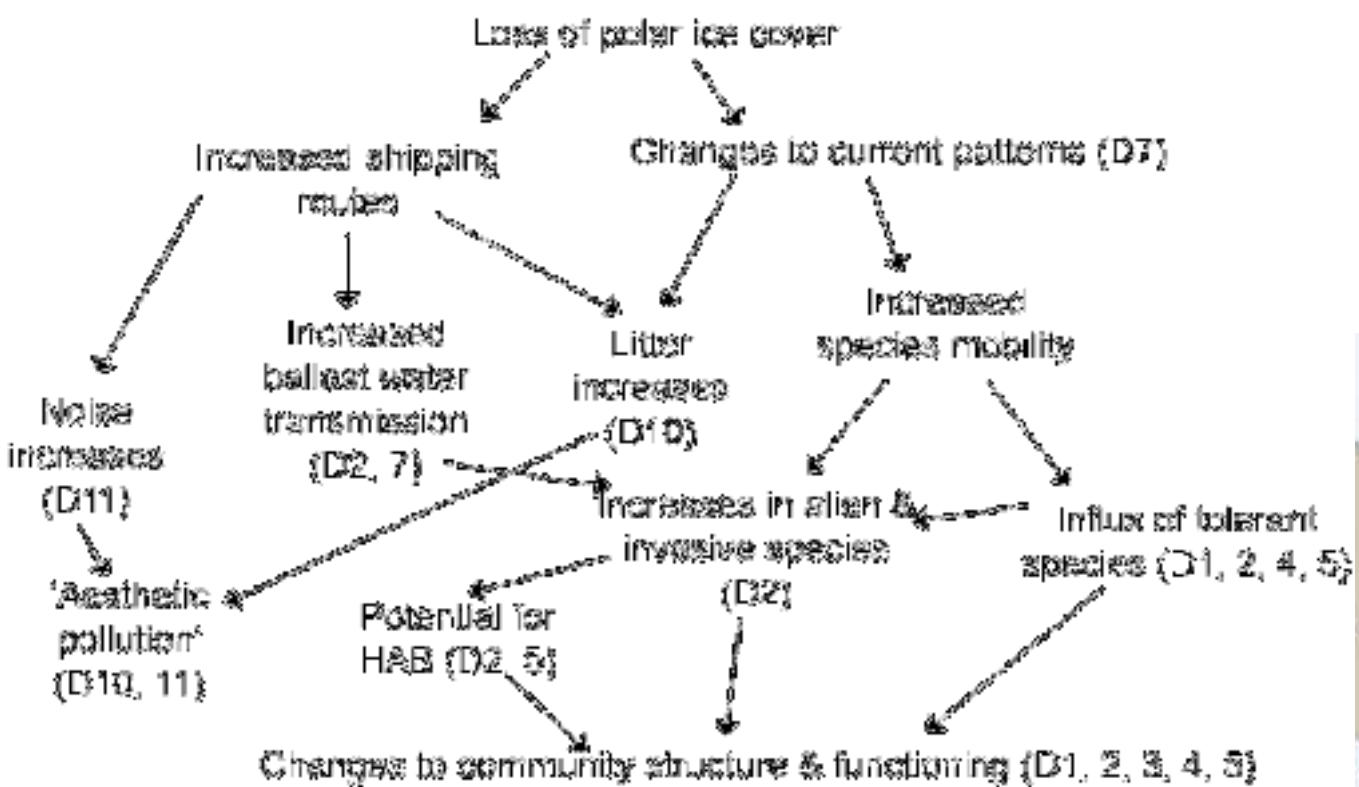 Loss of polar ice cover
Increased shipping
routes
Changes to current patterns (D7)
Increased
ballast water
transmission
(D2, 7)
Litter
increases
(D10)
Increased
species mobility
Noise
increases
(D11)
Increases in alien &
invasive species
(D2)
Influx of tolerant
species (D1, 2, 4, 5)
'Aesthetic
pollution'
(D10, 11)
Potential for
HAB (D2, 5)
Changes to community structure & functioning (D1, 2, 3, 4, 5)